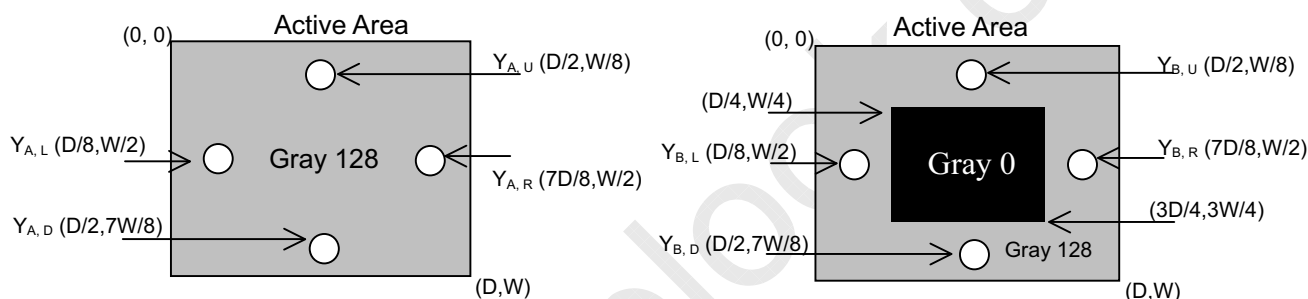 Active Area
(0, 0)
Y_A, U (D/2,W/8)
Y_A, L (D/8,W/2)
Gray 128
Y_A, R (7D/8,W/2)
Y_A, D (D/2,7W/8)
(D,W)
Active Area
(0, 0)
Y_B, U (D/2,W/8)
(D/4,W/4)
Y_B, L (D/8,W/2)
Gray 0
Y_B, R (7D/8,W/2)
(3D/4,3W/4)
Y_B, D (D/2,7W/8)
Gray 128
(D,W)